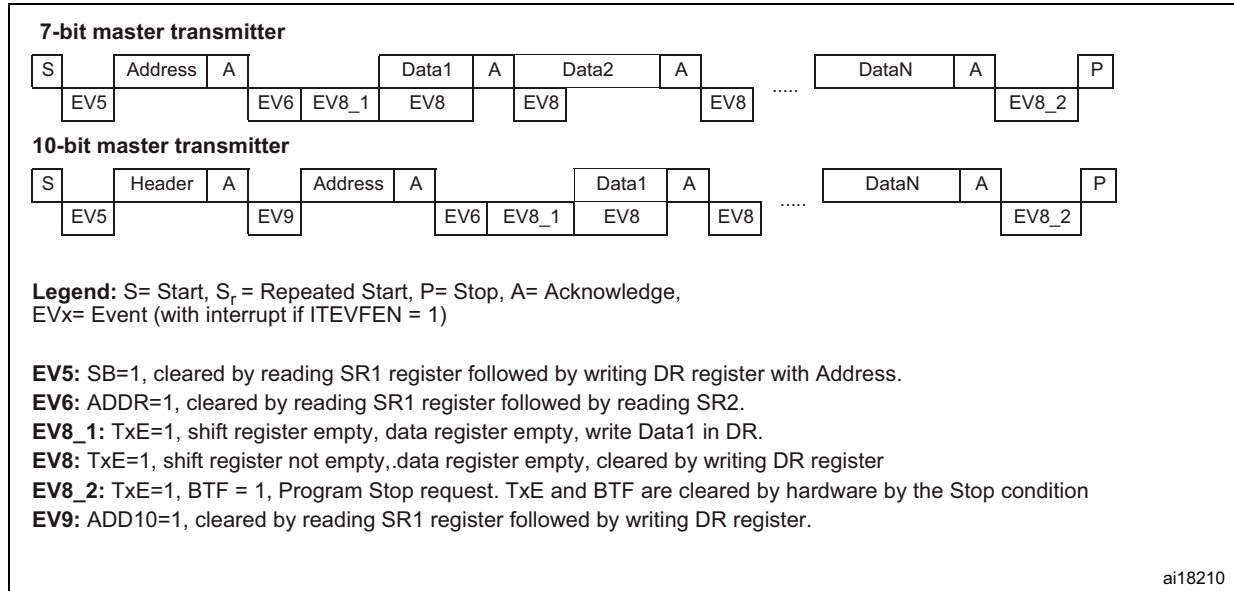 7-bit master transmitter
S Address A Data1 A Data2 A ..... DataN A P
EV5 EV6 EV8_1 EV8 EV8 EV8 EV8_2
10-bit master transmitter
S Header A Address A Data1 A ..... DataN A P
EV5 EV9 EV6 EV8_1 EV8 EV8 EV8_2
Legend: S= Start, Sr = Repeated Start, P= Stop, A= Acknowledge,
EVx= Event (with interrupt if ITEVFEN = 1)
EV5: SB=1, cleared by reading SR1 register followed by writing DR register with Address.
EV6: ADDR=1, cleared by reading SR1 register followed by reading SR2.
EV8_1: TxE=1, shift register empty, data register empty, write Data1 in DR.
EV8: TxE=1, shift register not empty,.data register empty, cleared by writing DR register
EV8_2: TxE=1, BTF = 1, Program Stop request. TxE and BTF are cleared by hardware by the Stop condition
EV9: ADD10=1, cleared by reading SR1 register followed by writing DR register.
ai18210